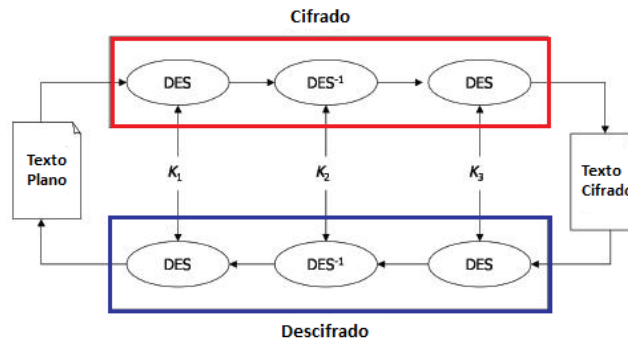 Cifrado
DES
DES⁻¹
DES
Texto
Plano
K₁
K₂
K₃
Texto
Cifrado
DES
DES⁻¹
DES
Descifrado